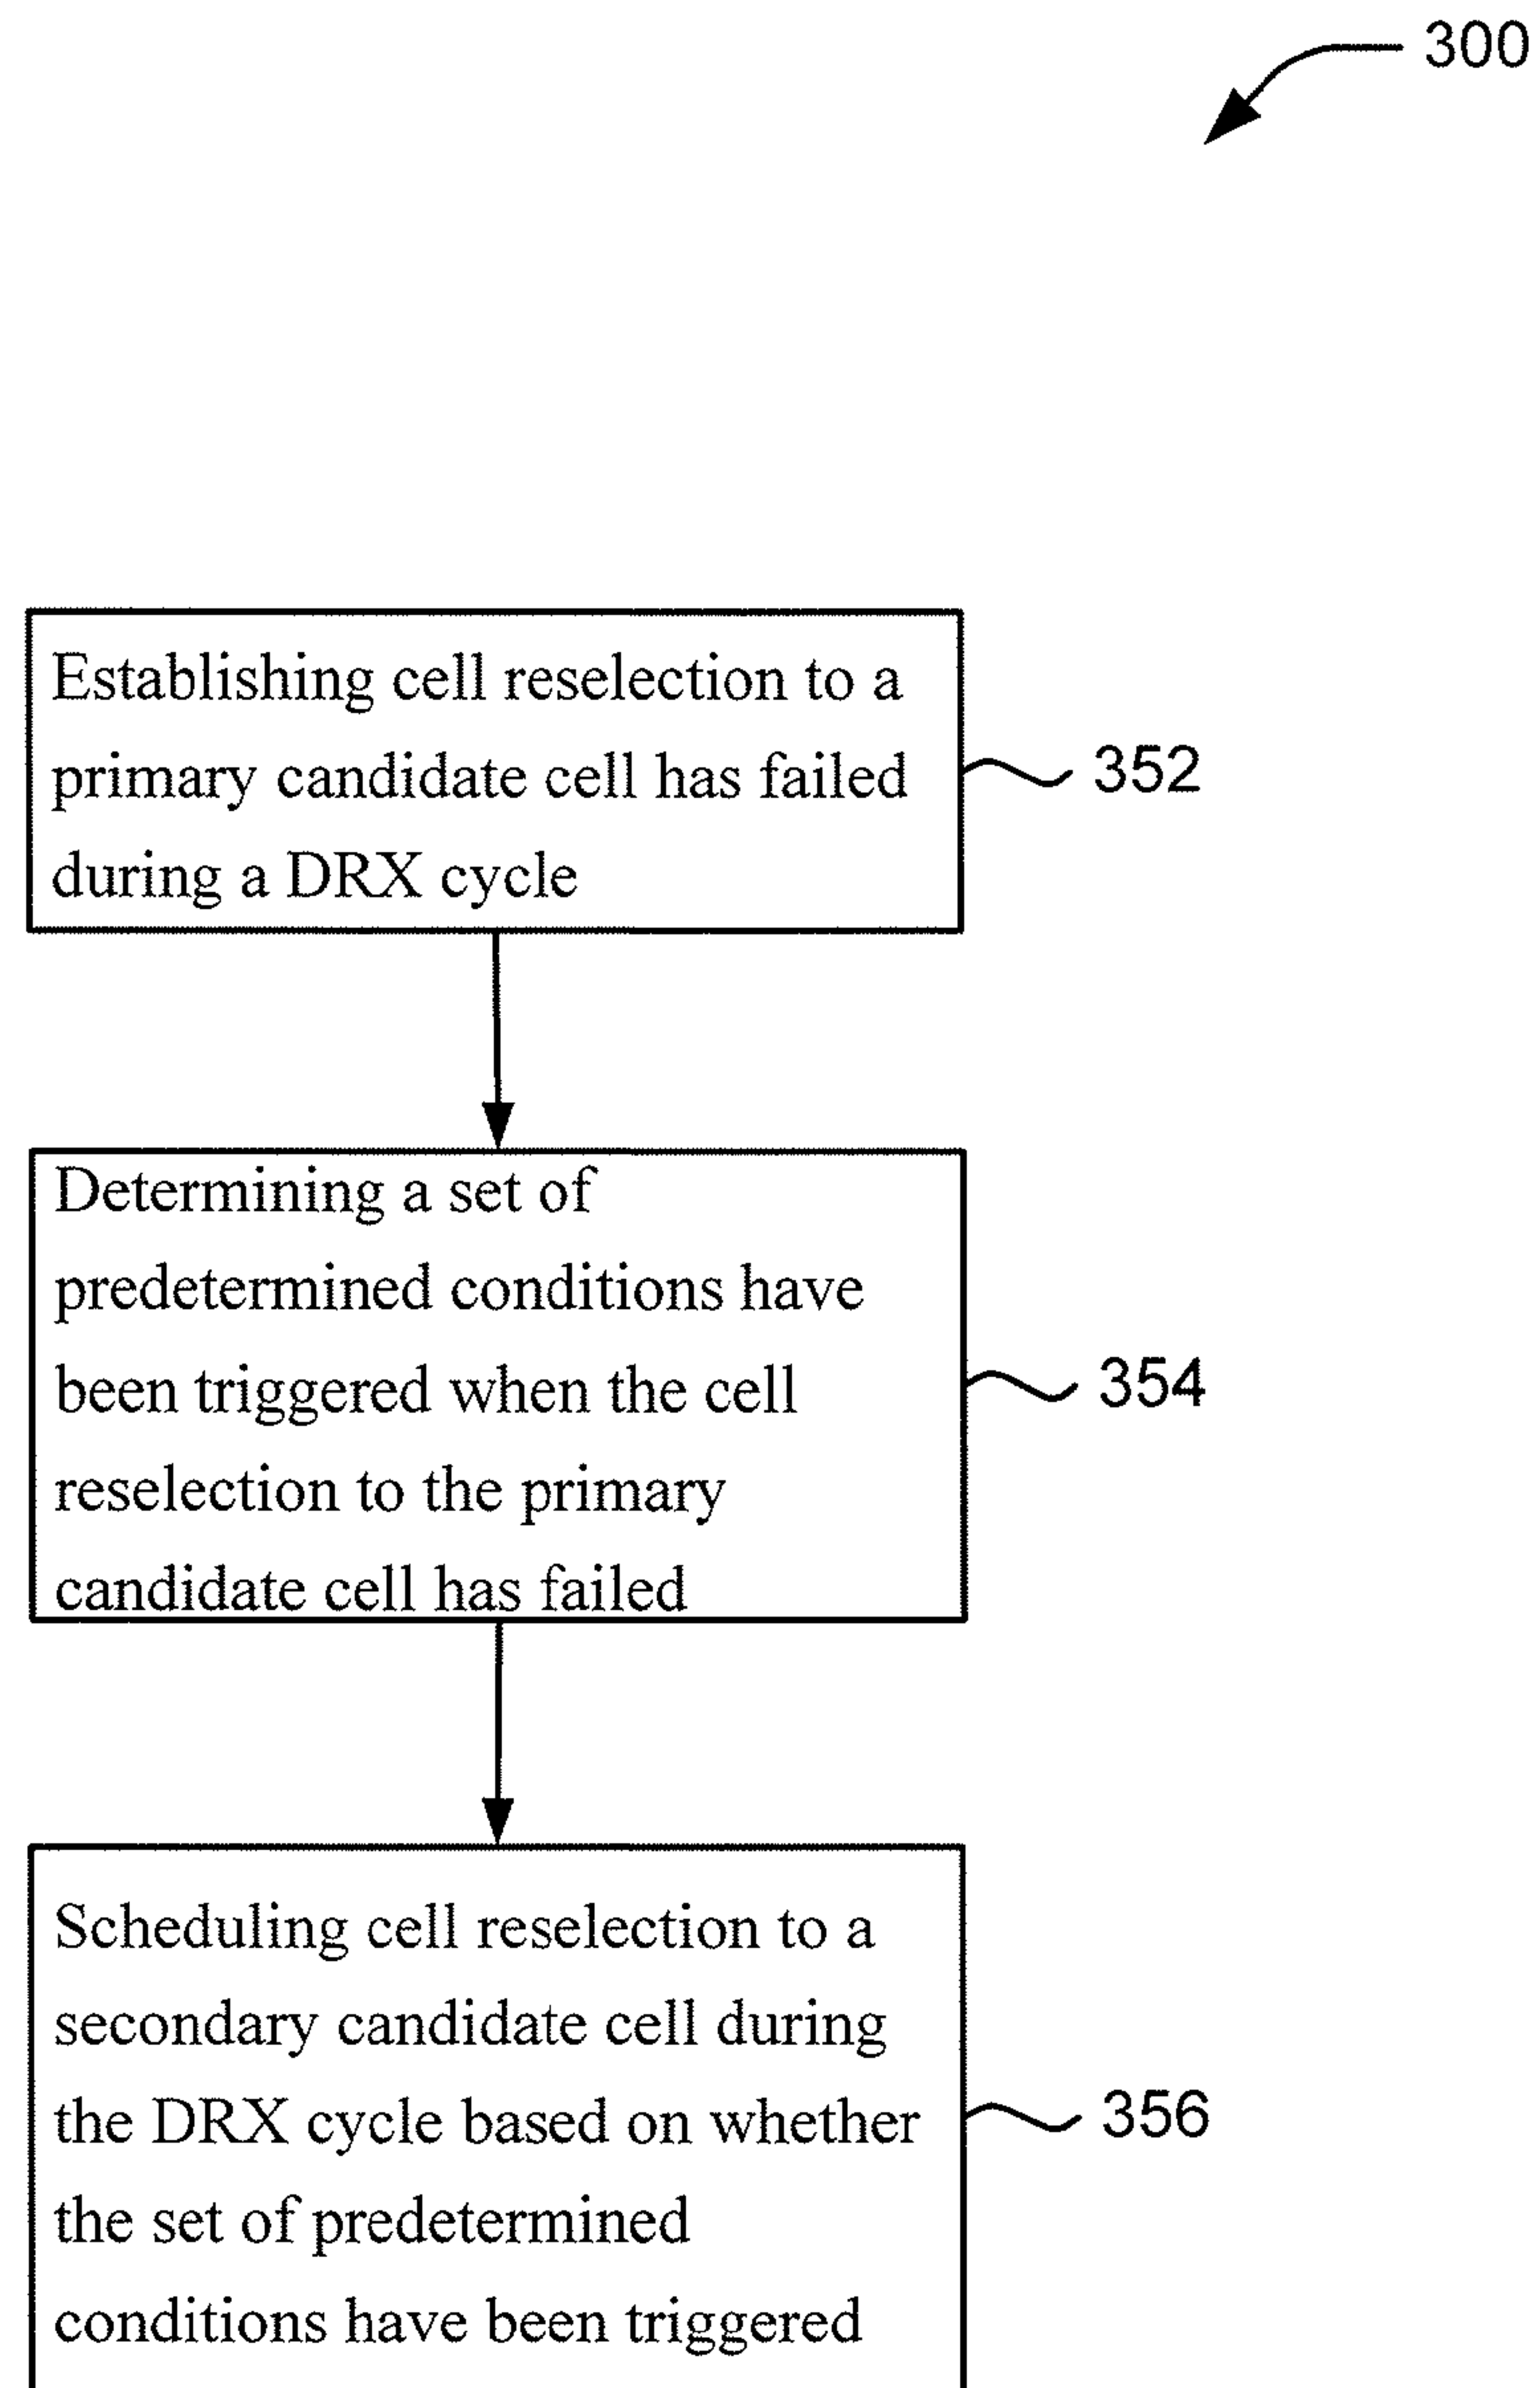 300
Establishing cell reselection to a
primary candidate cell has failed
during a DRX cycle
352
Determining a set of
predetermined conditions have
been triggered when the cell
reselection to the primary
candidate cell has failed
354
Scheduling cell reselection to a
secondary candidate cell during
the DRX cycle based on whether
the set of predetermined
conditions have been triggered
356